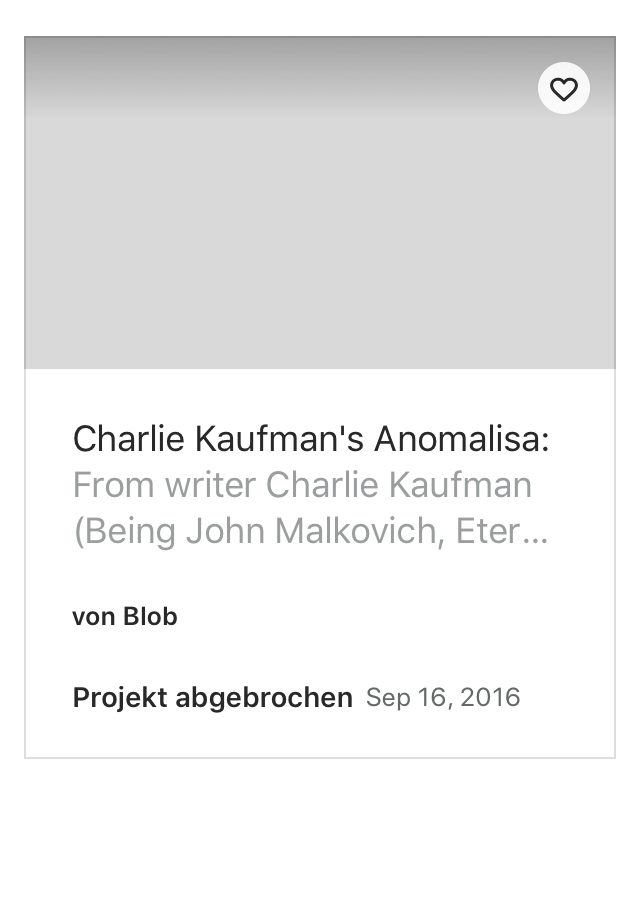 Charlie Kaufman's Anomalisa:
From writer Charlie Kaufman
(Being John Malkovich, Eter…
von Blob
Projekt abgebrochen Sep 16, 2016